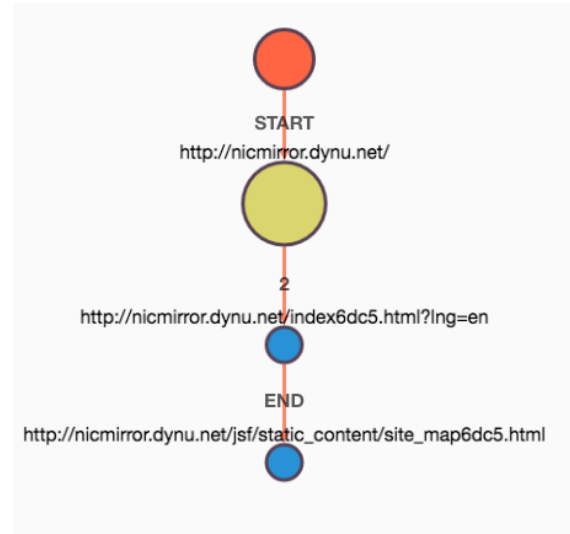 START
http://nicmirror.dynu.net/
2
http://nicmirror.dynu.net/index6dc5.html?lng=en
END
http://nicmirror.dynu.net/jsf/static_content/site_map6dc5.html